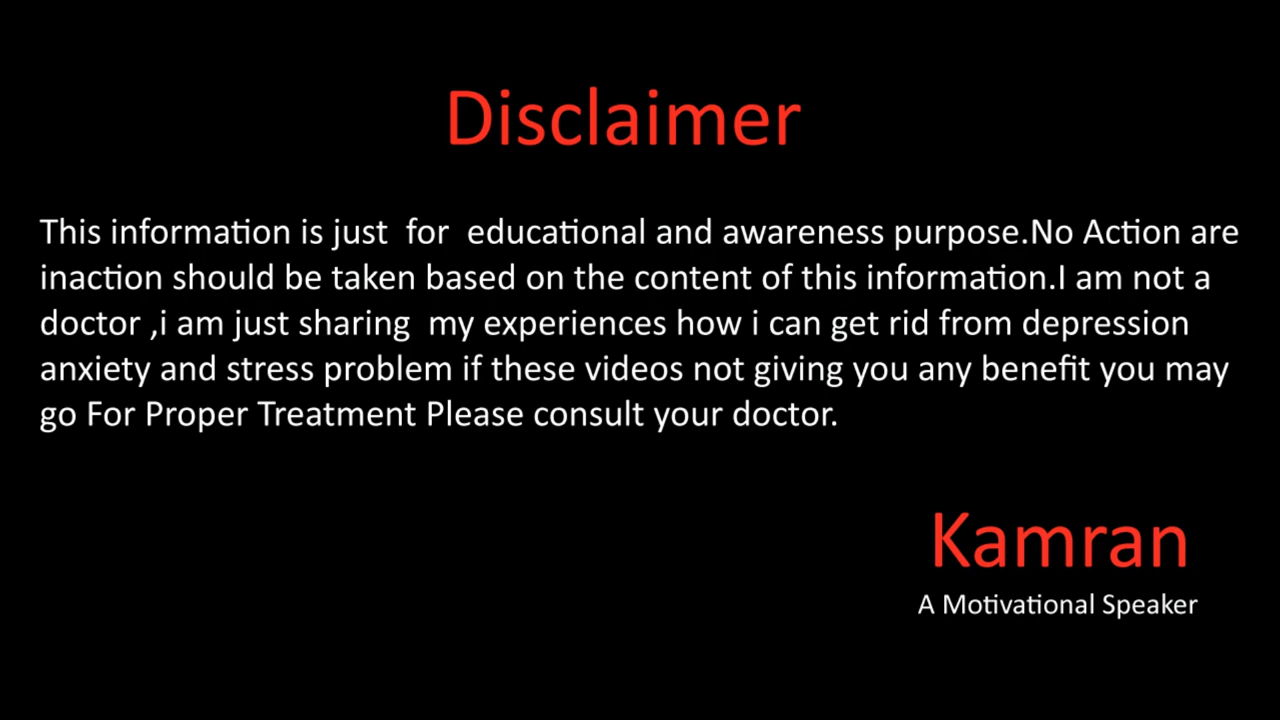 Disclaimer
This information is just  for  educational and awareness purpose.No Action are
inaction should be taken based on the content of this information.I am not a
doctor ,i am just sharing  my experiences how i can get rid from depression
anxiety and stress problem if these videos not giving you any benefit you may
go For Proper Treatment Please consult your doctor.
Kamran
A Motivational Speaker